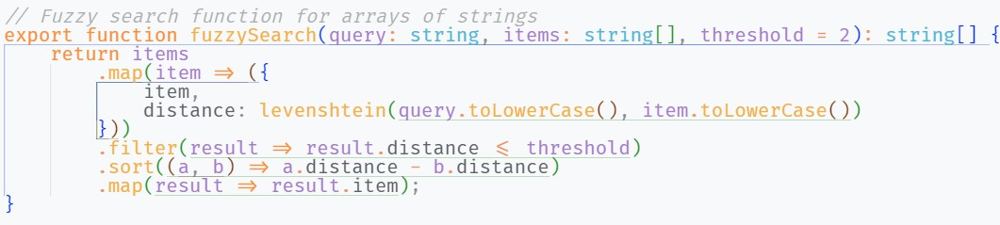 // Fuzzy search function for arrays of strings
export function fuzzySearch(query: string, items: string[], threshold = 2): string[] {
    return items
        .map(item => ({
            item,
            distance: levenshtein(query.toLowerCase(), item.toLowerCase())
        }))
        .filter(result => result.distance <= threshold)
        .sort((a, b) => a.distance - b.distance)
        .map(result => result.item);
}